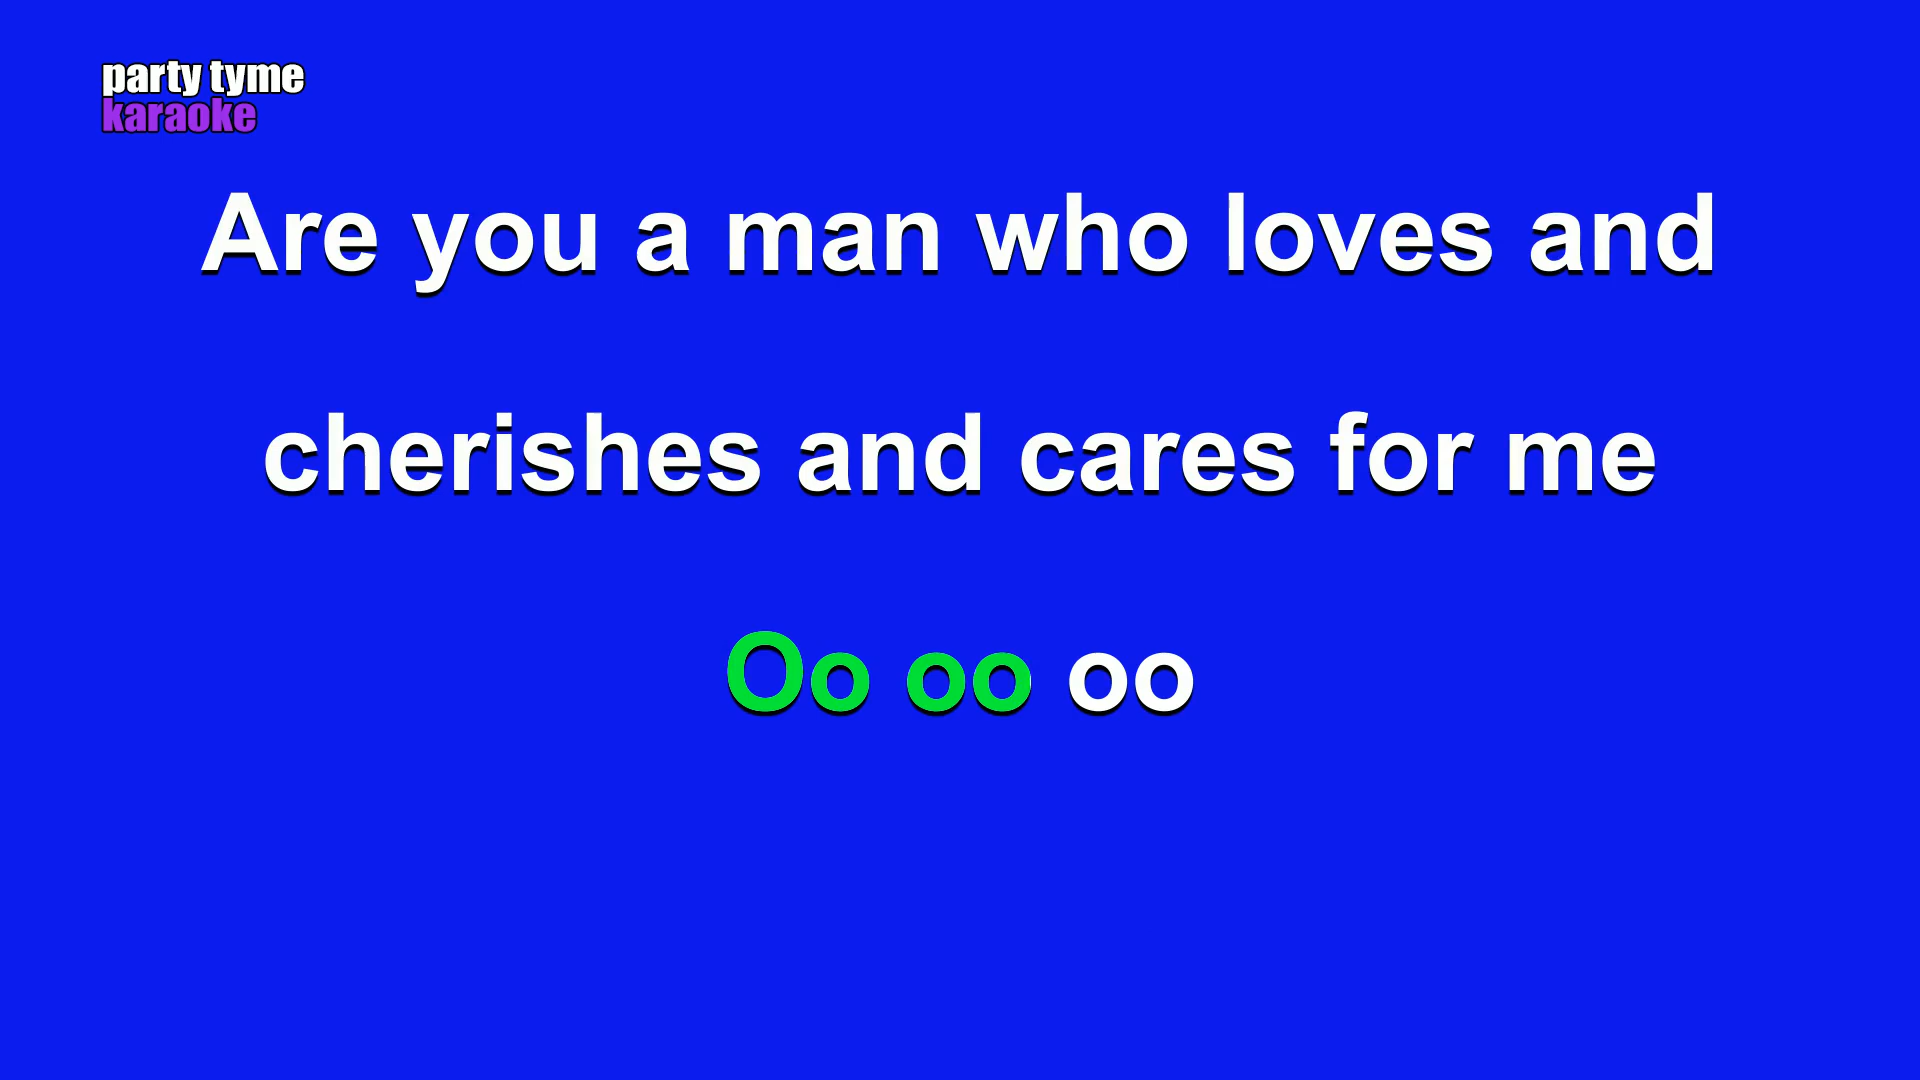 party tyme
karaoke
Are you a man who loves and
cherishes and cares for me
Oo oo oo